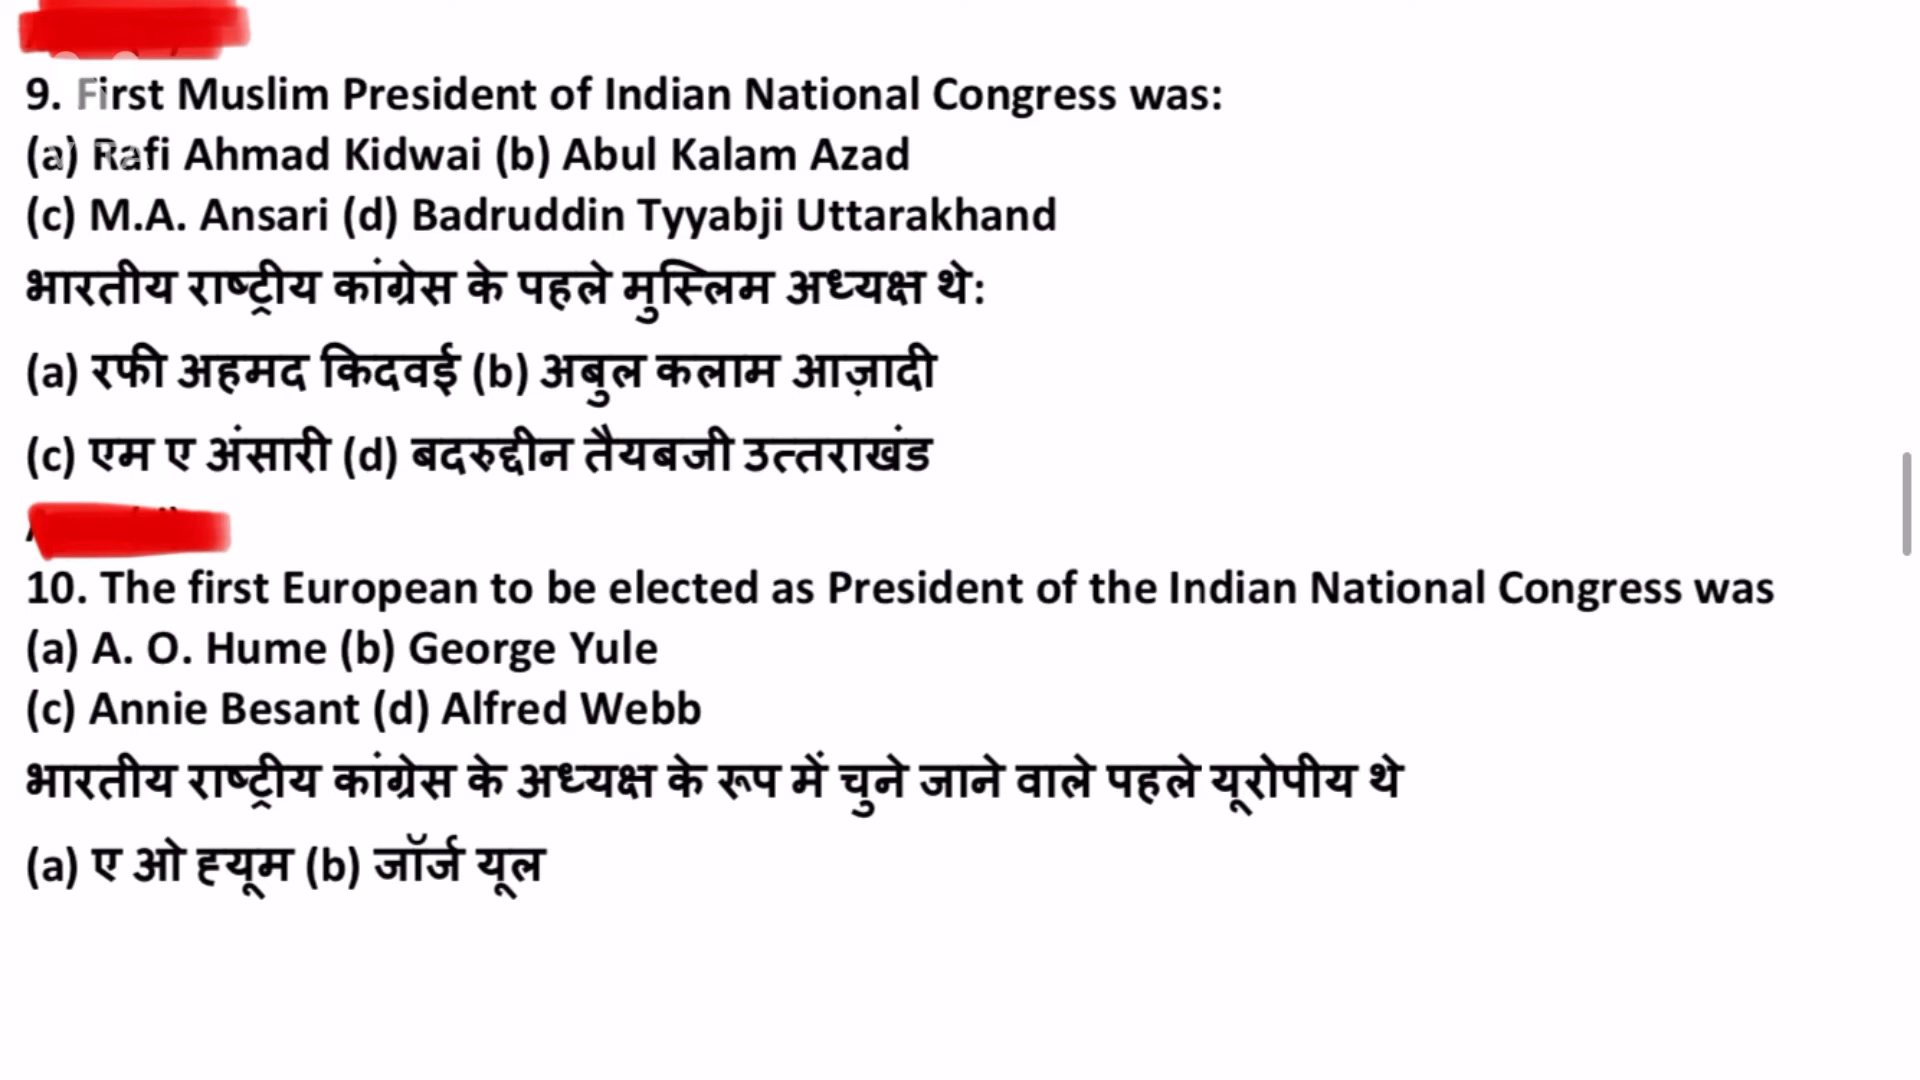 9. First Muslim President of Indian National Congress was:
(a) Rafi Ahmad Kidwai (b) Abul Kalam Azad
(c) M.A. Ansari (d) Badruddin Tyyabji Uttarakhand
भारतीय राष्ट्रीय कांग्रेस के पहले मुस्लिम अध्यक्ष थे:
(a) रफी अहमद किदवई (b) अबुल कलाम आज़ादी
(c) एम ए अंसारी (d) बदरुद्दीन तैयबजी उत्तराखंड
10. The first European to be elected as President of the Indian National Congress was
(a) A. O. Hume (b) George Yule
(c) Annie Besant (d) Alfred Webb
भारतीय राष्ट्रीय कांग्रेस के अध्यक्ष के रूप में चुने जाने वाले पहले यूरोपीय थे
(a) ए ओ ह्यूम (b) जॉर्ज यूल